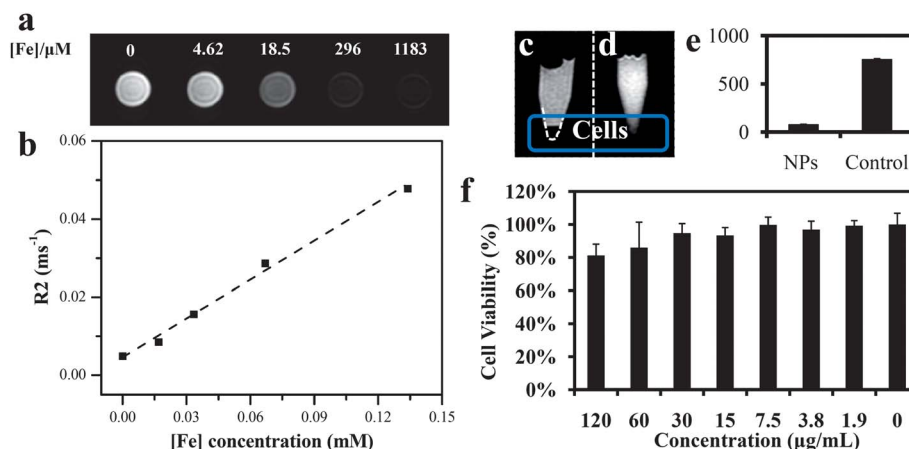 a
[Fe]/µM 0 4.62 18.5 296 1183
b
0.06
0.04
0.02
0.00
R2 (ms⁻¹)
0.00 0.03 0.06 0.09 0.12 0.15
[Fe] concentration (mM)
c d
Cells
e
1000
500
0
NPs Control
f
120%
100%
80%
60%
40%
20%
0%
Cell Viability (%)
120 60 30 15 7.5 3.8 1.9 0
Concentration (µg/mL)